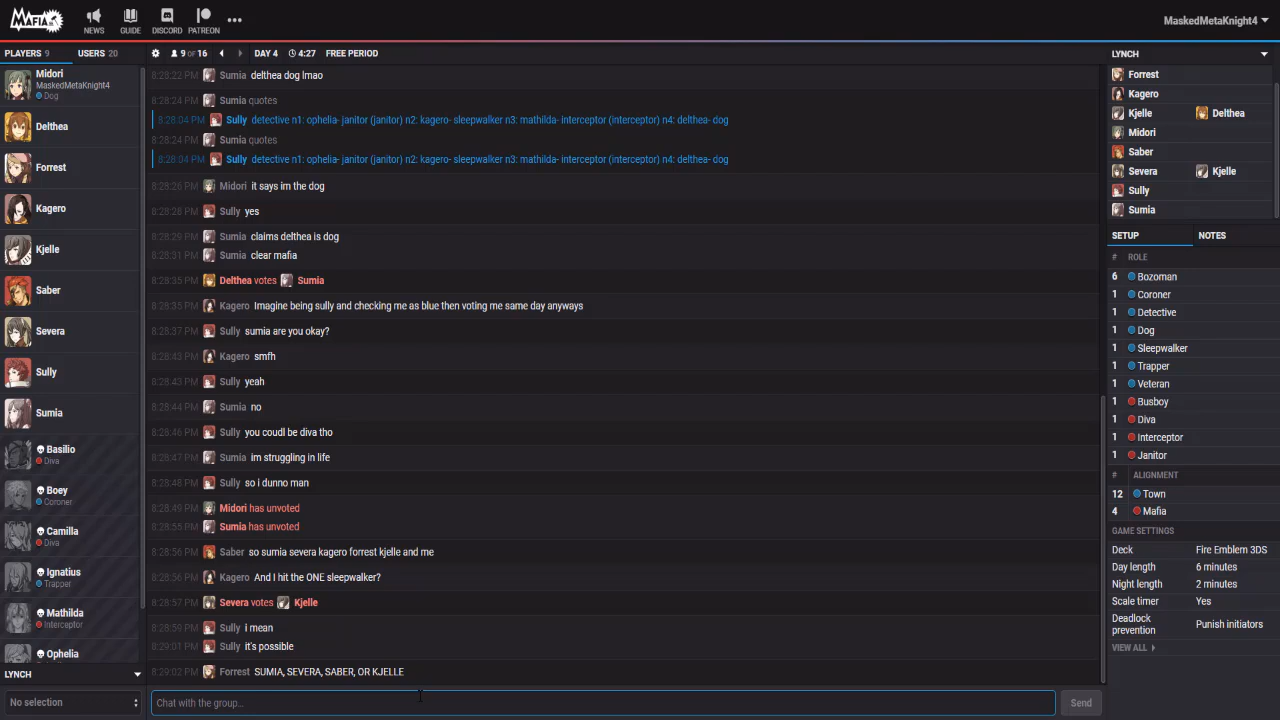 MAFIA.GG
NEWS
GUIDE
DISCORD
PATREON
MaskedMetaKnight4
PLAYERS 9
USERS 20
9 OF 16
DAY 4
4:27
FREE PERIOD
LYNCH
Midori
MaskedMetaKnight4
Dog
Delthea
Forrest
Kagero
Kjelle
Saber
Severa
Sully
Sumia
Basilio
Diva
Boey
Coroner
Camilla
Diva
Ignatius
Trapper
Mathilda
Interceptor
Ophelia
LYNCH
No selection
8:28:22 PM Sumia delthea dog lmao
8:28:24 PM Sumia quotes
8:28:04 PM Sully detective n1: ophelia- janitor (janitor) n2: kagero- sleepwalker n3: mathilda- interceptor (interceptor) n4: delthea- dog
8:28:24 PM Sumia quotes
8:28:04 PM Sully detective n1: ophelia- janitor (janitor) n2: kagero- sleepwalker n3: mathilda- interceptor (interceptor) n4: delthea- dog
8:28:26 PM Midori it says im the dog
8:28:28 PM Sully yes
8:28:29 PM Sumia claims delthea is dog
8:28:31 PM Sumia clear mafia
8:28:35 PM Delthea votes Sumia
8:28:35 PM Kagero Imagine being sully and checking me as blue then voting me same day anyways
8:28:37 PM Sully sumia are you okay?
8:28:43 PM Kagero smfh
8:28:43 PM Sully yeah
8:28:44 PM Sumia no
8:28:46 PM Sully you coudl be diva tho
8:28:47 PM Sumia im struggling in life
8:28:48 PM Sully so i dunno man
8:28:49 PM Midori has unvoted
8:28:55 PM Sumia has unvoted
8:28:56 PM Saber so sumia severa kagero forrest kjelle and me
8:28:56 PM Kagero And I hit the ONE sleepwalker?
8:28:57 PM Severa votes Kjelle
8:28:59 PM Sully i mean
8:29:01 PM Sully it's possible
8:29:02 PM Forrest SUMIA, SEVERA, SABER, OR KJELLE
Chat with the group...
Send
Forrest
Kagero
Kjelle Delthea
Midori
Saber
Severa Kjelle
Sully
Sumia
SETUP
NOTES
# ROLE
6 Bozoman
1 Coroner
1 Detective
1 Dog
1 Sleepwalker
1 Trapper
1 Veteran
1 Busboy
1 Diva
1 Interceptor
1 Janitor
# ALIGNMENT
12 Town
4 Mafia
GAME SETTINGS
Deck Fire Emblem 3DS
Day length 6 minutes
Night length 2 minutes
Scale timer Yes
Deadlock prevention Punish initiators
VIEW ALL